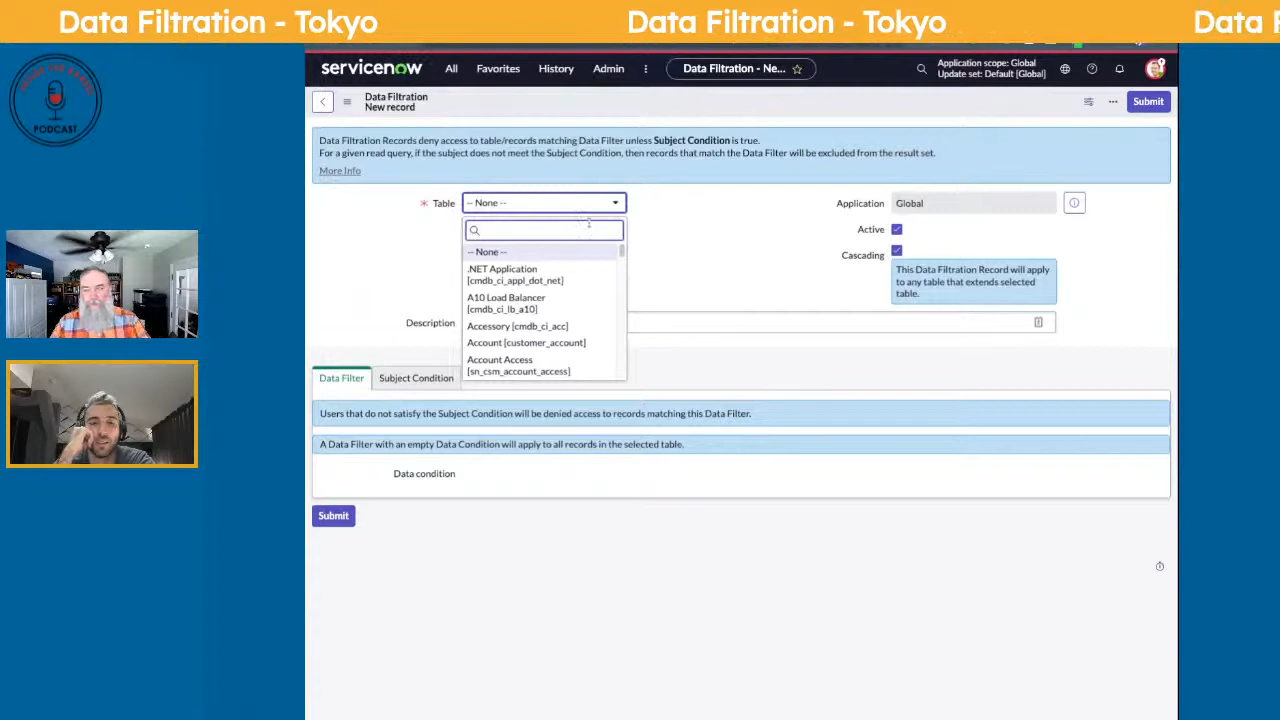 Data Filtration - Tokyo
Data Filtration - Tokyo
Data F
PODCAST
servicenow
All
Favorites
History
Admin
Data Filtration - Ne...
Application scope: Global
Update set: Default [Global]
Data Filtration
New record
Submit
Data Filtration Records deny access to table/records matching Data Filter unless Subject Condition is true.
For a given read query, if the subject does not meet the Subject Condition, then records that match the Data Filter will be excluded from the result set.
More Info
* Table
-- None --
Application
Global
Active
Cascading
This Data Filtration Record will apply
to any table that extends selected
table.
-- None --
.NET Application
[cmdb_ci_appl_dot_net]
A10 Load Balancer
[cmdb_ci_lb_a10]
Accessory [cmdb_ci_acc]
Account [customer_account]
Account Access
[sn_csm_account_access]
Description
Data Filter
Subject Condition
Users that do not satisfy the Subject Condition will be denied access to records matching this Data Filter.
A Data Filter with an empty Data Condition will apply to all records in the selected table.
Data condition
Submit